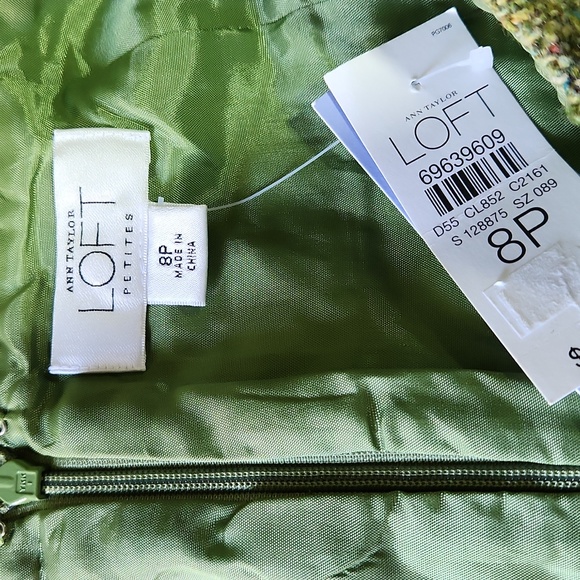 ANN TAYLOR
LOFT
PETITES
8P
MADE IN
CHINA
PG7006
ANN TAYLOR
LOFT
69639609
D55 CL852 C2161
S 128875 SZ 089
8P
$